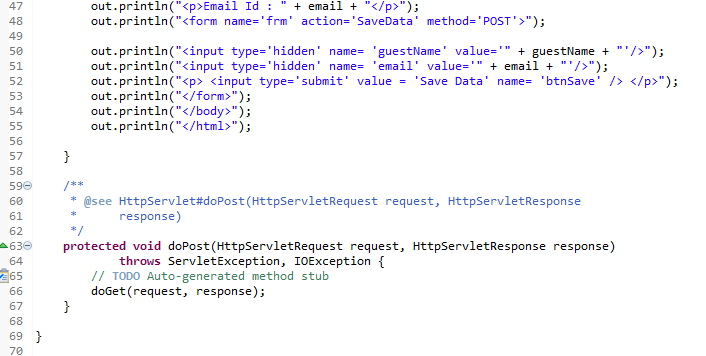 47 out.println("<p>Email Id : " + email + "</p>");
48 out.println("<form name='frm' action='SaveData' method='POST'>");
49
50 out.println("<input type='hidden' name= 'guestName' value='" + guestName + "'/>");
51 out.println("<input type='hidden' name= 'email' value='" + email + "'/>");
52 out.println("<p> <input type='submit' value = 'Save Data' name= 'btnSave' /> </p>");
53 out.println("</form>");
54 out.println("</body>");
55 out.println("</html>");
56
57 }
58
59 /**
60 * @see HttpServlet#doPost(HttpServletRequest request, HttpServletResponse
61 * response)
62 */
63 protected void doPost(HttpServletRequest request, HttpServletResponse response)
64 throws ServletException, IOException {
65 // TODO Auto-generated method stub
66 doGet(request, response);
67 }
68
69 }
70